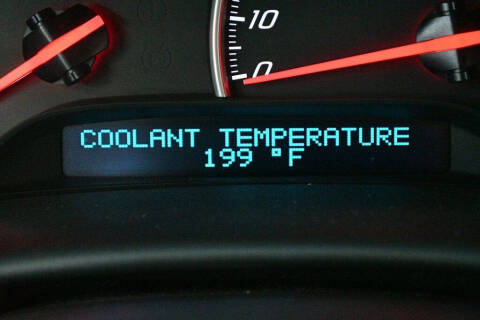 10
0
COOLANT TEMPERATURE
199 °F